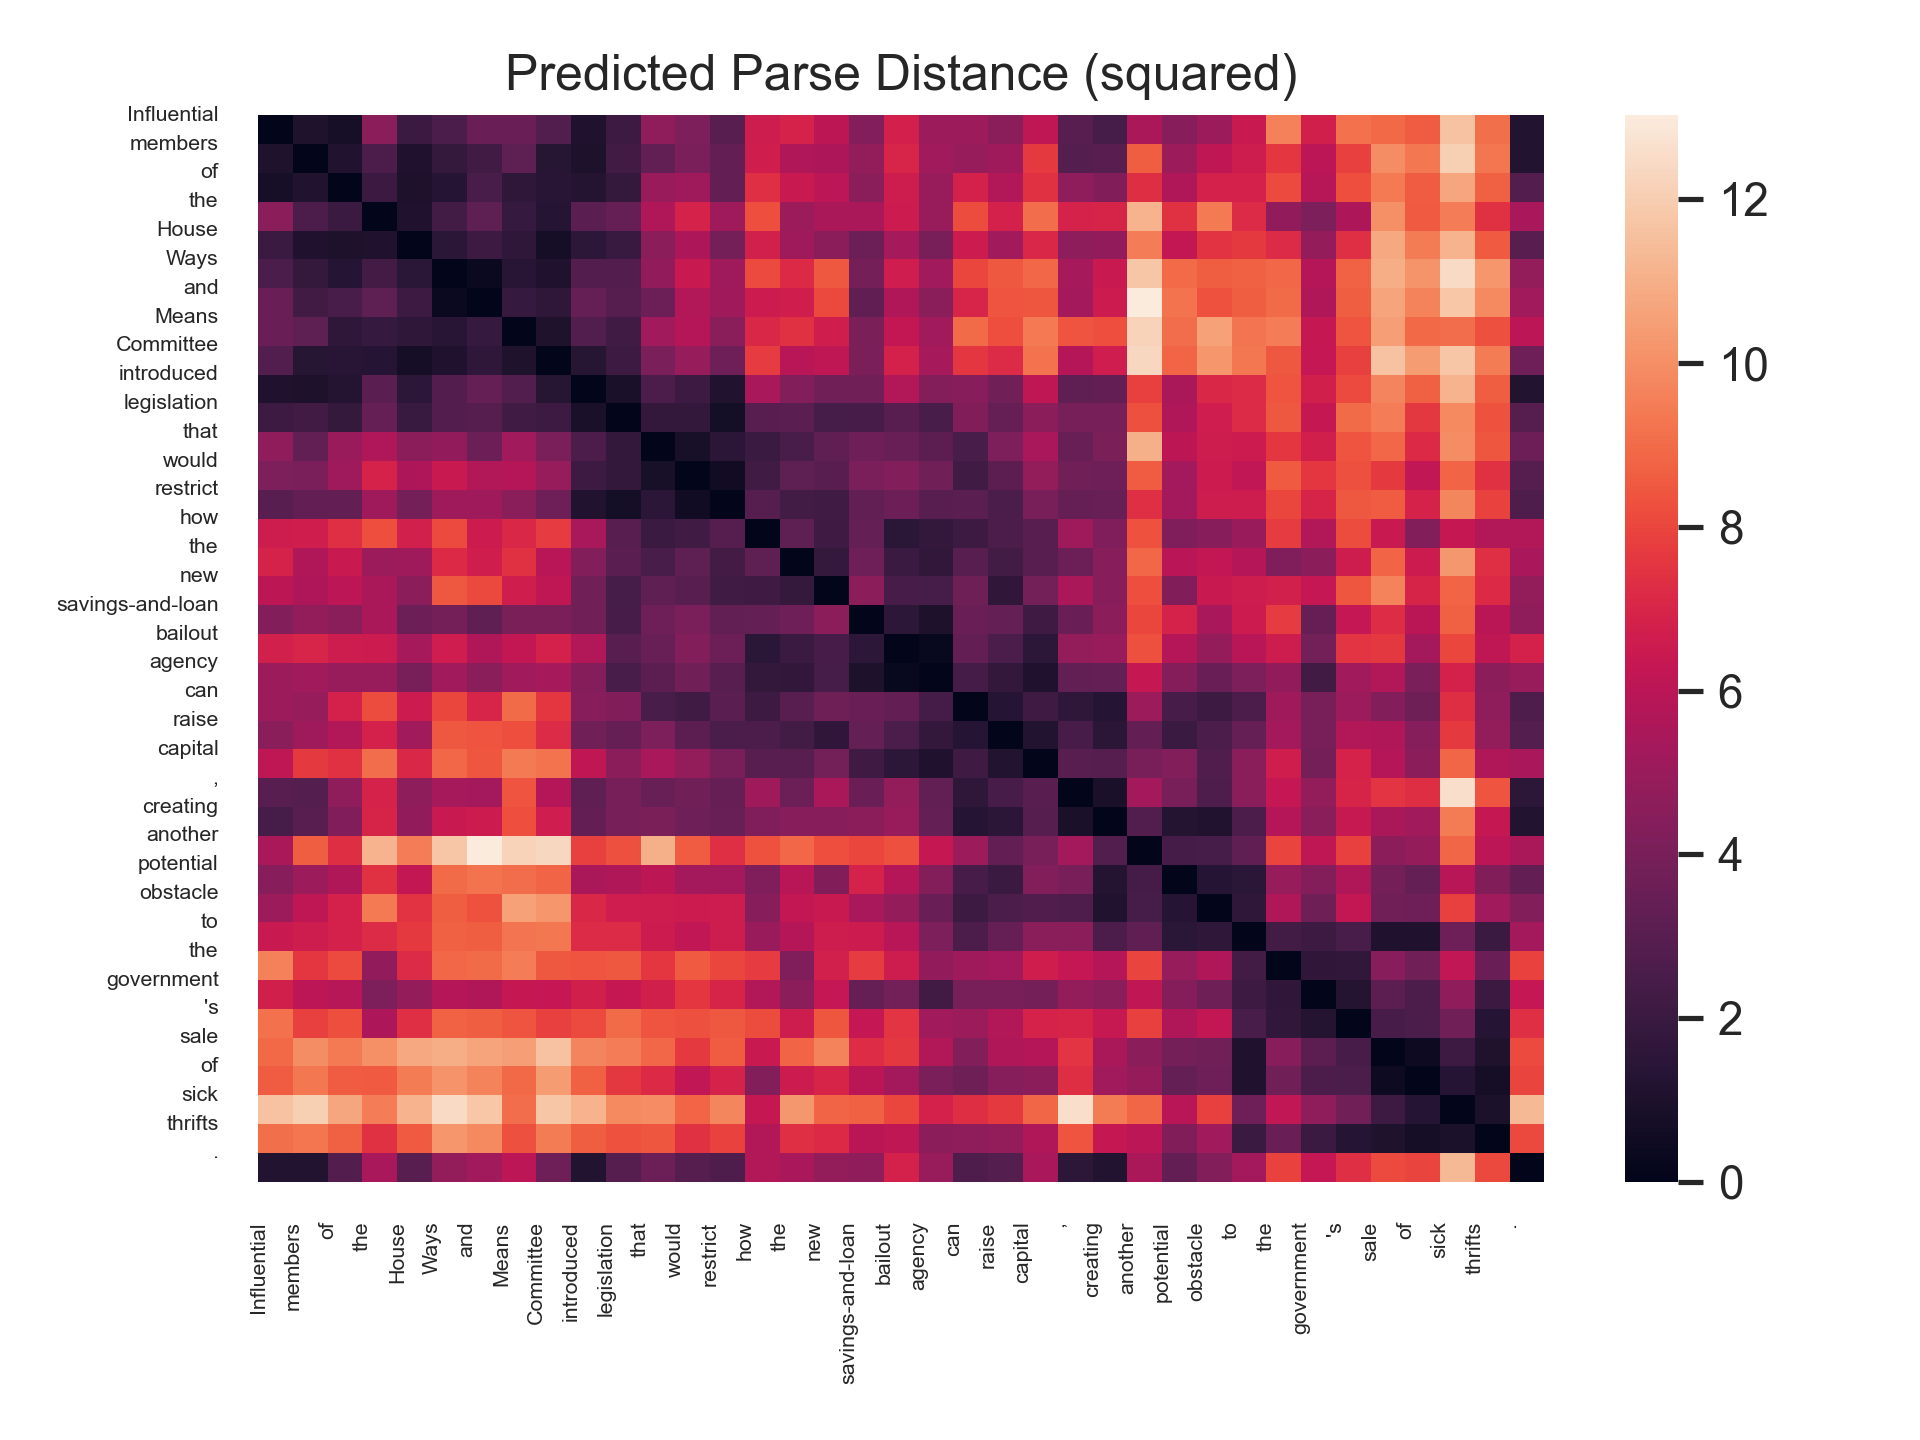 Predicted Parse Distance (squared)
Influential
members
of
the
House
Ways
and
Means
Committee
introduced
legislation
that
would
restrict
how
the
new
savings-and-loan
bailout
agency
can
raise
capital
,
creating
another
potential
obstacle
to
the
government
's
sale
of
sick
thrifts
.
12
10
8
6
4
2
0
Influential
members
of
the
House
Ways
and
Means
Committee
introduced
legislation
that
would
restrict
how
the
new
savings-and-loan
bailout
agency
can
raise
capital
,
creating
another
potential
obstacle
to
the
government
's
sale
of
sick
thrifts
.